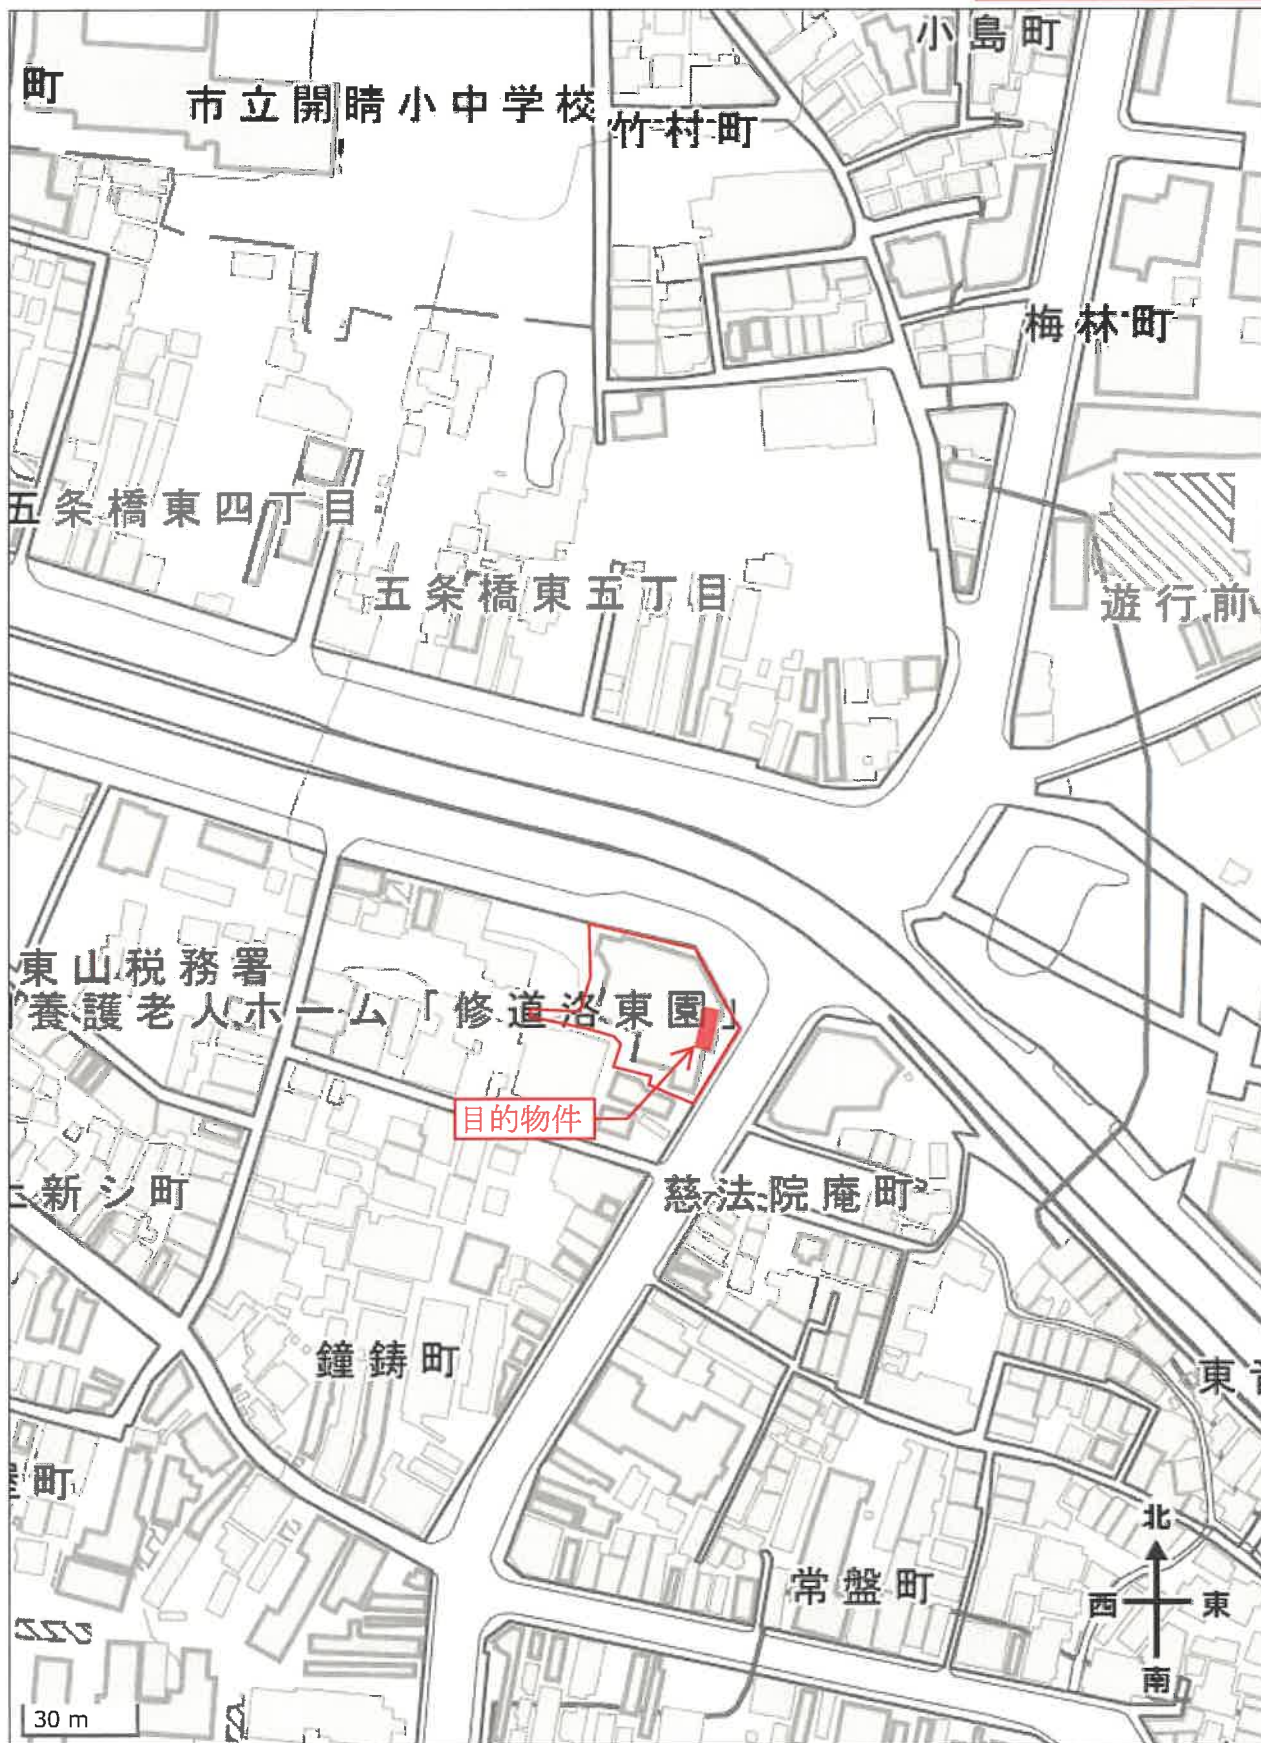 小島町
町
市立開睛小中学校
竹村町
梅林町
五条橋東四丁目
五条橋東五丁目
遊行前
東山税務署
養護老人ホーム「修道洛東園」
目的物件
新シ町
慈法院庵町
鐘鋳町
東
町
常盤町
北
西
東
南
30 m